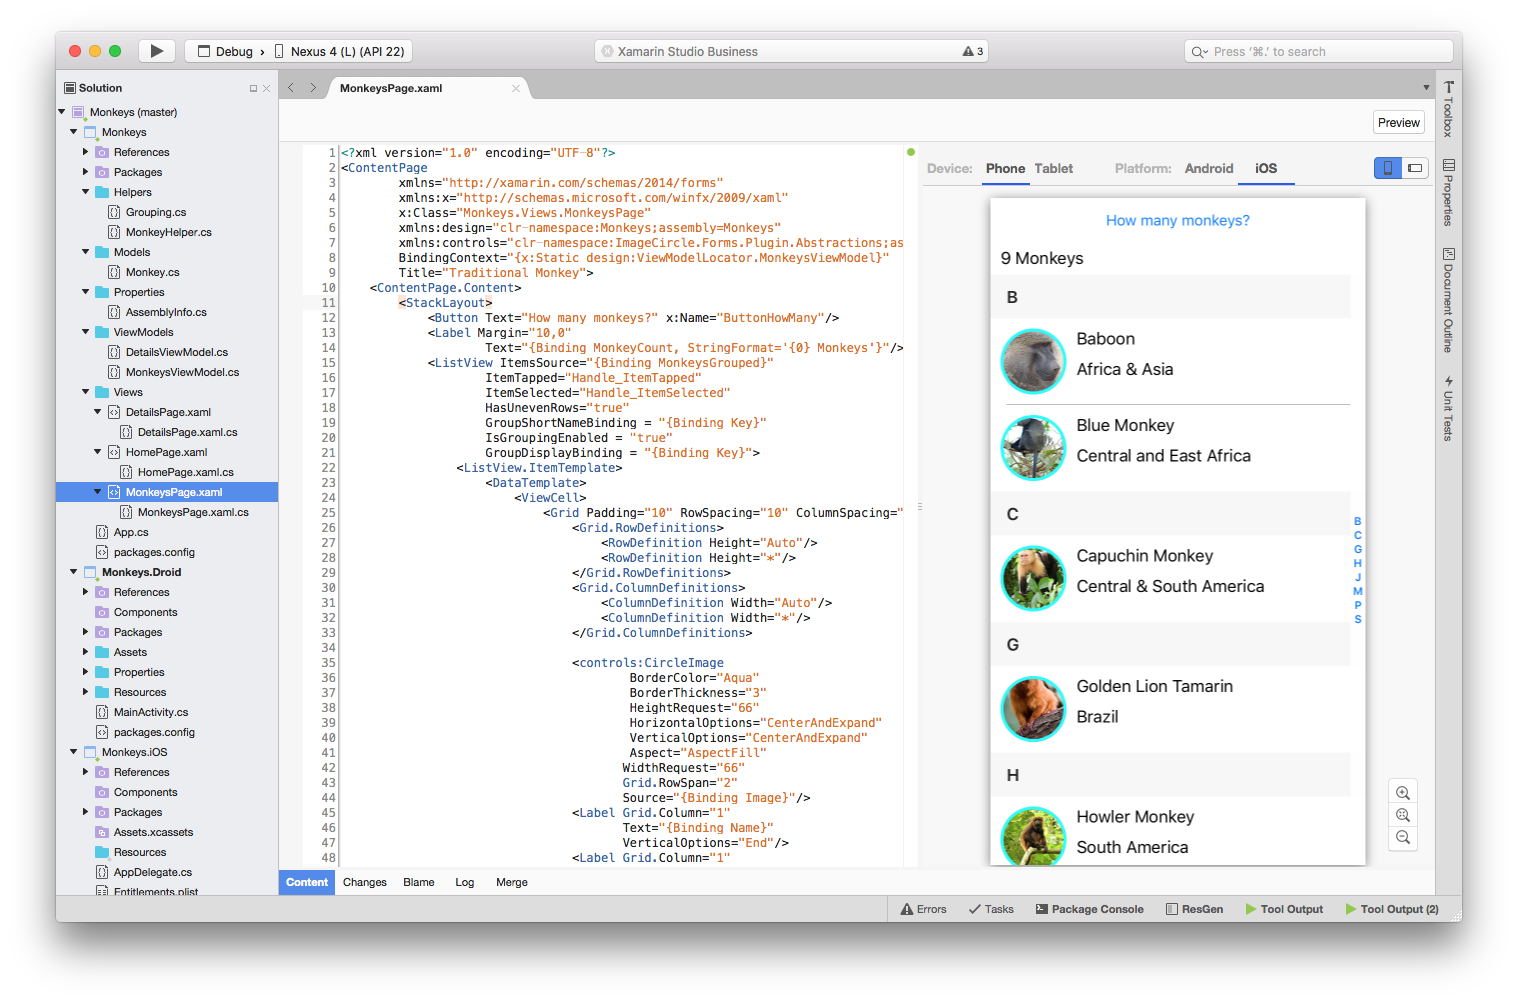 Debug › Nexus 4 (L) (API 22)
Xamarin Studio Business
3
Press ‘⌘.’ to search
Solution
MonkeysPage.xaml
Monkeys (master)
Monkeys
References
Packages
Helpers
Grouping.cs
MonkeyHelper.cs
Models
Monkey.cs
Properties
AssemblyInfo.cs
ViewModels
DetailsViewModel.cs
MonkeysViewModel.cs
Views
DetailsPage.xaml
DetailsPage.xaml.cs
HomePage.xaml
HomePage.xaml.cs
MonkeysPage.xaml
MonkeysPage.xaml.cs
App.cs
packages.config
Monkeys.Droid
References
Components
Packages
Assets
Properties
Resources
MainActivity.cs
packages.config
Monkeys.iOS
References
Components
Packages
Assets.xcassets
Resources
AppDelegate.cs
Entitlements.plist
Preview
1 <?xml version="1.0" encoding="UTF-8"?>
2 <ContentPage
3 xmlns="http://xamarin.com/schemas/2014/forms"
4 xmlns:x="http://schemas.microsoft.com/winfx/2009/xaml"
5 x:Class="Monkeys.Views.MonkeysPage"
6 xmlns:design="clr-namespace:Monkeys;assembly=Monkeys"
7 xmlns:controls="clr-namespace:ImageCircle.Forms.Plugin.Abstractions;as
8 BindingContext="{x:Static design:ViewModelLocator.MonkeysViewModel}"
9 Title="Traditional Monkey">
10 <ContentPage.Content>
11 <StackLayout>
12 <Button Text="How many monkeys?" x:Name="ButtonHowMany"/>
13 <Label Margin="10,0"
14 Text="{Binding MonkeyCount, StringFormat='{0} Monkeys'}"/>
15 <ListView ItemsSource="{Binding MonkeysGrouped}"
16 ItemTapped="Handle_ItemTapped"
17 ItemSelected="Handle_ItemSelected"
18 HasUnevenRows="true"
19 GroupShortNameBinding = "{Binding Key}"
20 IsGroupingEnabled = "true"
21 GroupDisplayBinding = "{Binding Key}">
22 <ListView.ItemTemplate>
23 <DataTemplate>
24 <ViewCell>
25 <Grid Padding="10" RowSpacing="10" ColumnSpacing="
26 <Grid.RowDefinitions>
27 <RowDefinition Height="Auto"/>
28 <RowDefinition Height="*"/>
29 </Grid.RowDefinitions>
30 <Grid.ColumnDefinitions>
31 <ColumnDefinition Width="Auto"/>
32 <ColumnDefinition Width="*"/>
33 </Grid.ColumnDefinitions>
34
35 <controls:CircleImage
36 BorderColor="Aqua"
37 BorderThickness="3"
38 HeightRequest="66"
39 HorizontalOptions="CenterAndExpand"
40 VerticalOptions="CenterAndExpand"
41 Aspect="AspectFill"
42 WidthRequest="66"
43 Grid.RowSpan="2"
44 Source="{Binding Image}"/>
45 <Label Grid.Column="1"
46 Text="{Binding Name}"
47 VerticalOptions="End"/>
48 <Label Grid.Column="1"
Device: Phone Tablet Platform: Android iOS
How many monkeys?
9 Monkeys
B
Baboon
Africa & Asia
Blue Monkey
Central and East Africa
C
Capuchin Monkey
Central & South America
G
Golden Lion Tamarin
Brazil
H
Howler Monkey
South America
B
C
G
H
J
M
P
S
Toolbox
Properties
Document Outline
Unit Tests
Content Changes Blame Log Merge
Errors Tasks Package Console ResGen Tool Output Tool Output (2)